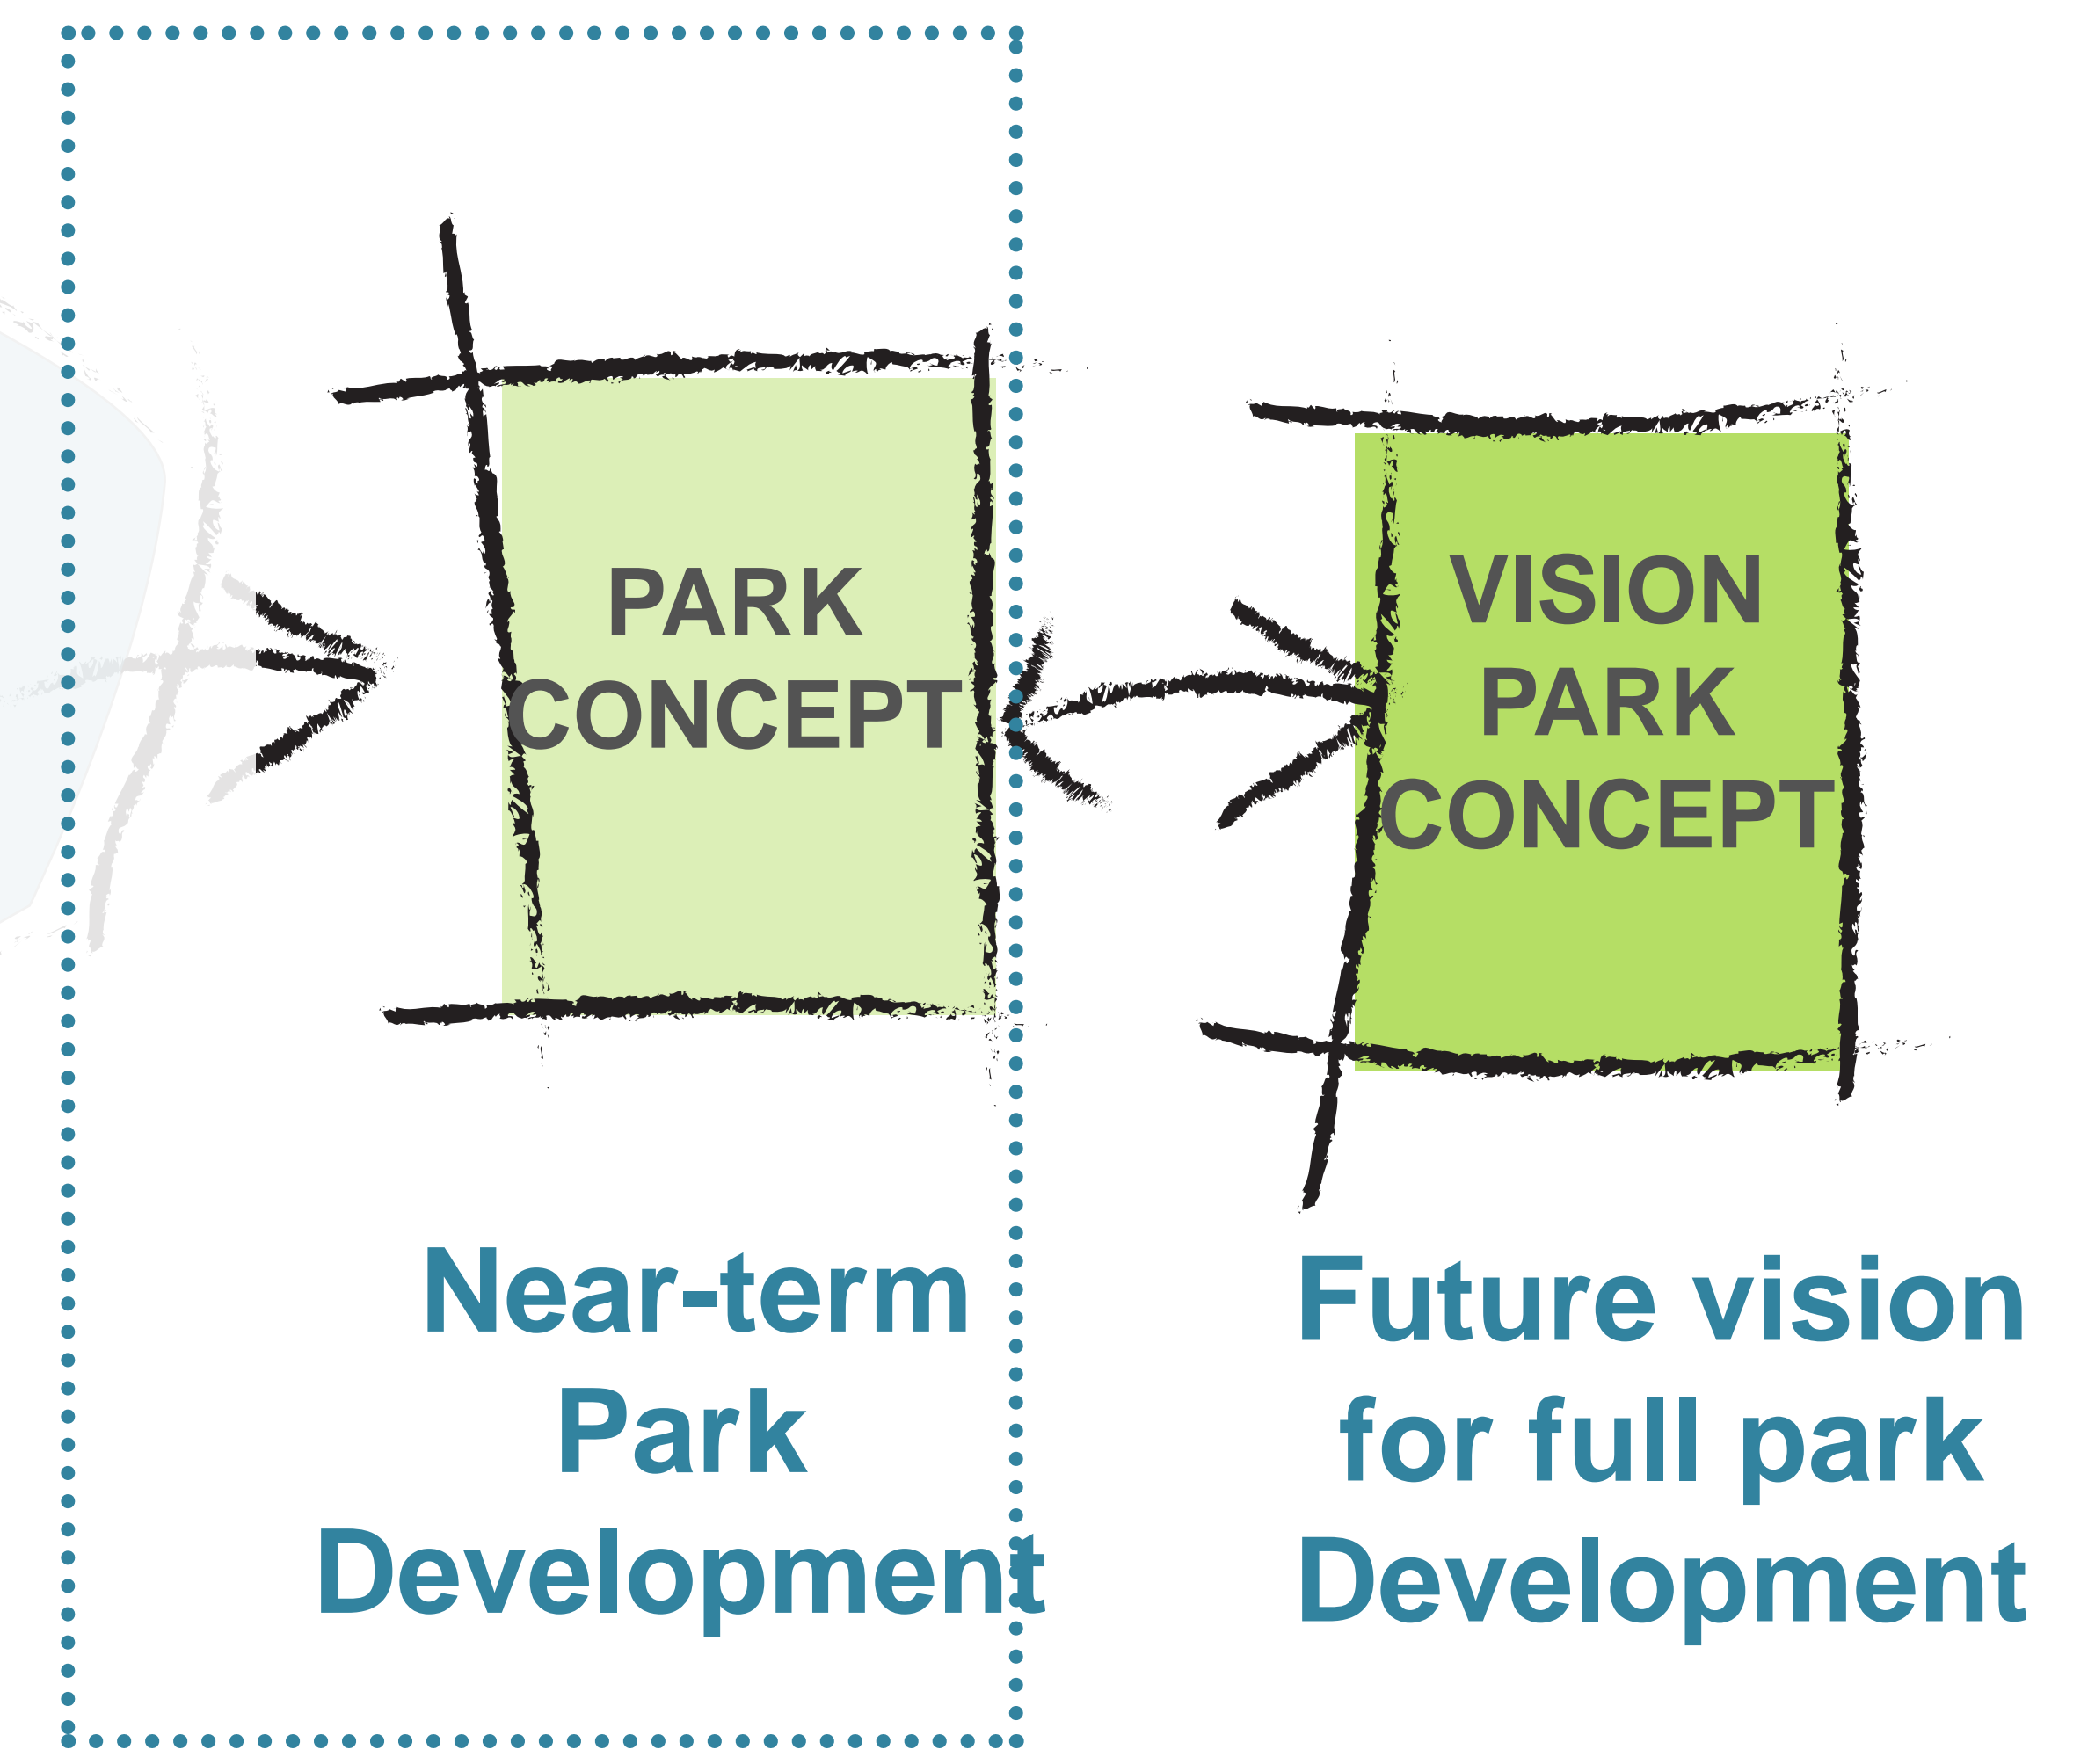 PARK
CONCEPT
VISION
PARK
CONCEPT
Near-term
Park
Development
Future vision
for full park
Development